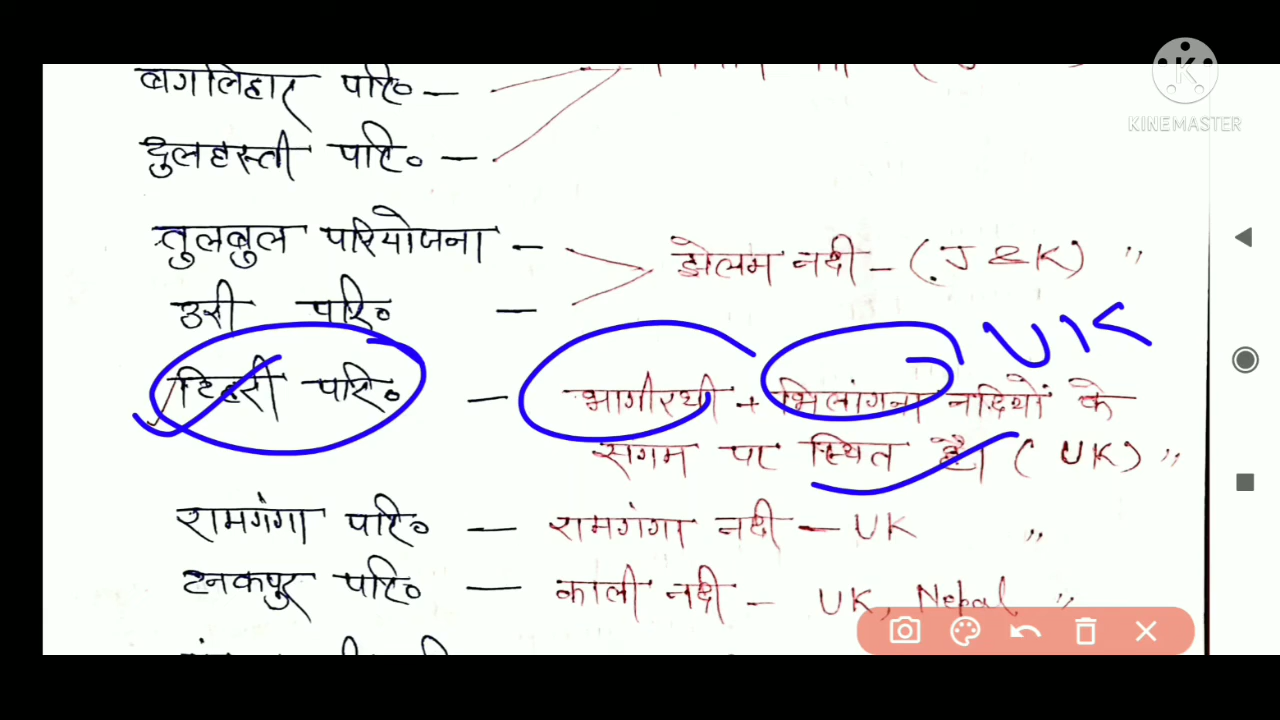 बगलिहार परि० -
KINEMASTER
दुलहस्ती परि० -
तुलबुल परियोजना -
झेलम नदी - (J & K) "
उरी परि० -
UK
टिहरी परि० - भागीरथी + भिलांगना नदियों के
संगम पर स्थित है। (UK) "
रामगंगा परि० - रामगंगा नदी - UK "
टनकपुर परि० - काली नदी - UK, Nepal "